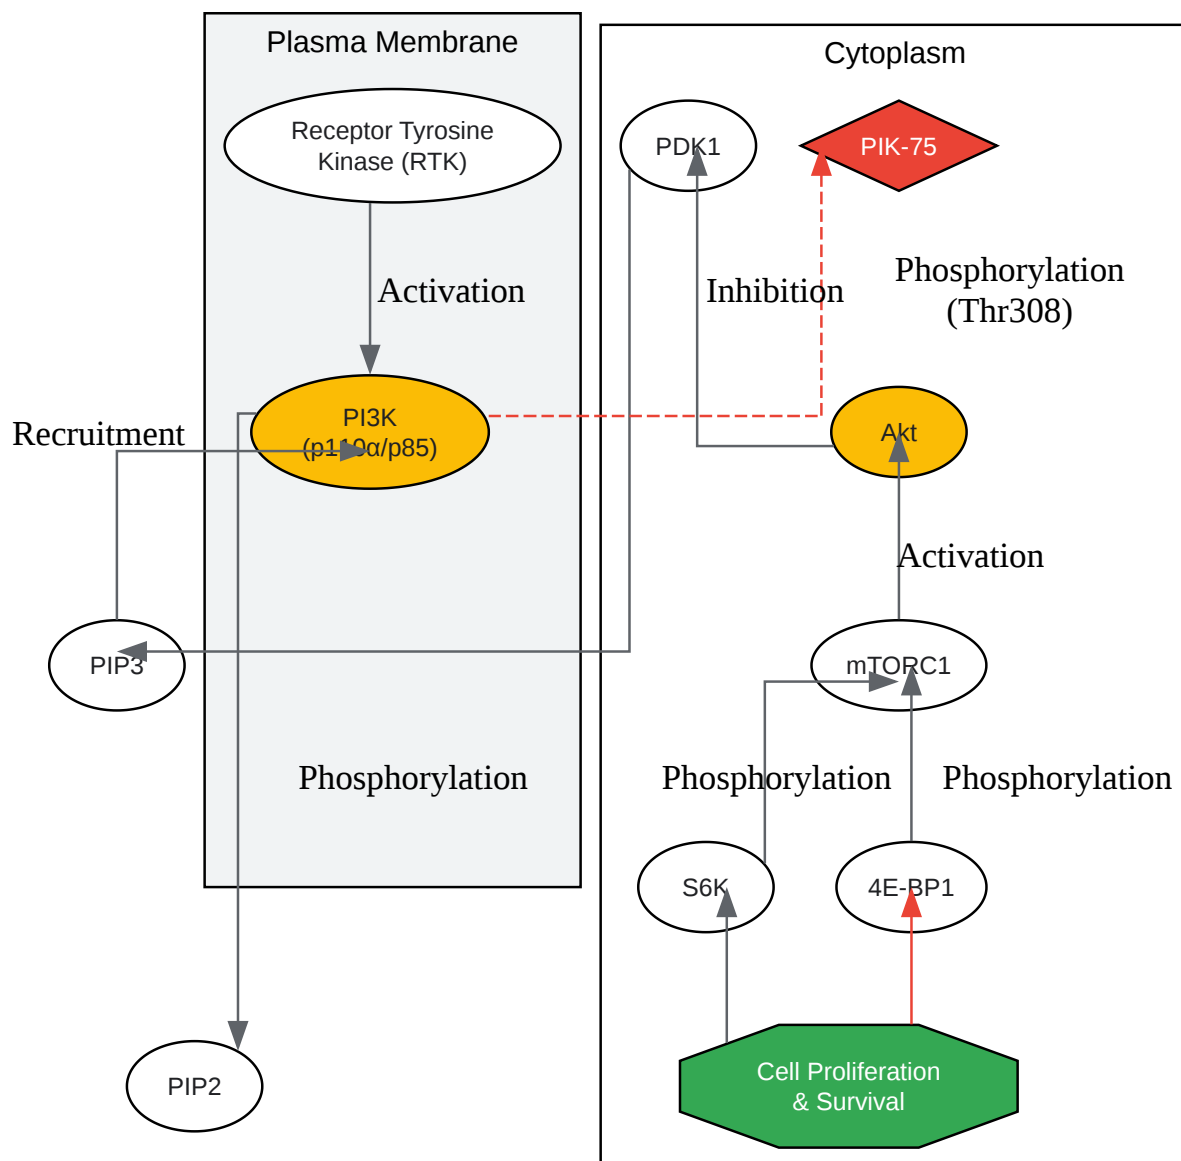 Plasma Membrane
Cytoplasm
Receptor Tyrosine
Kinase (RTK)
PDK1
PIK-75
Activation
Inhibition
Phosphorylation
(Thr308)
PI3K
(p110α/p85)
Recruitment
Akt
Activation
PIP3
mTORC1
Phosphorylation
Phosphorylation
Phosphorylation
S6K
4E-BP1
PIP2
Cell Proliferation
& Survival